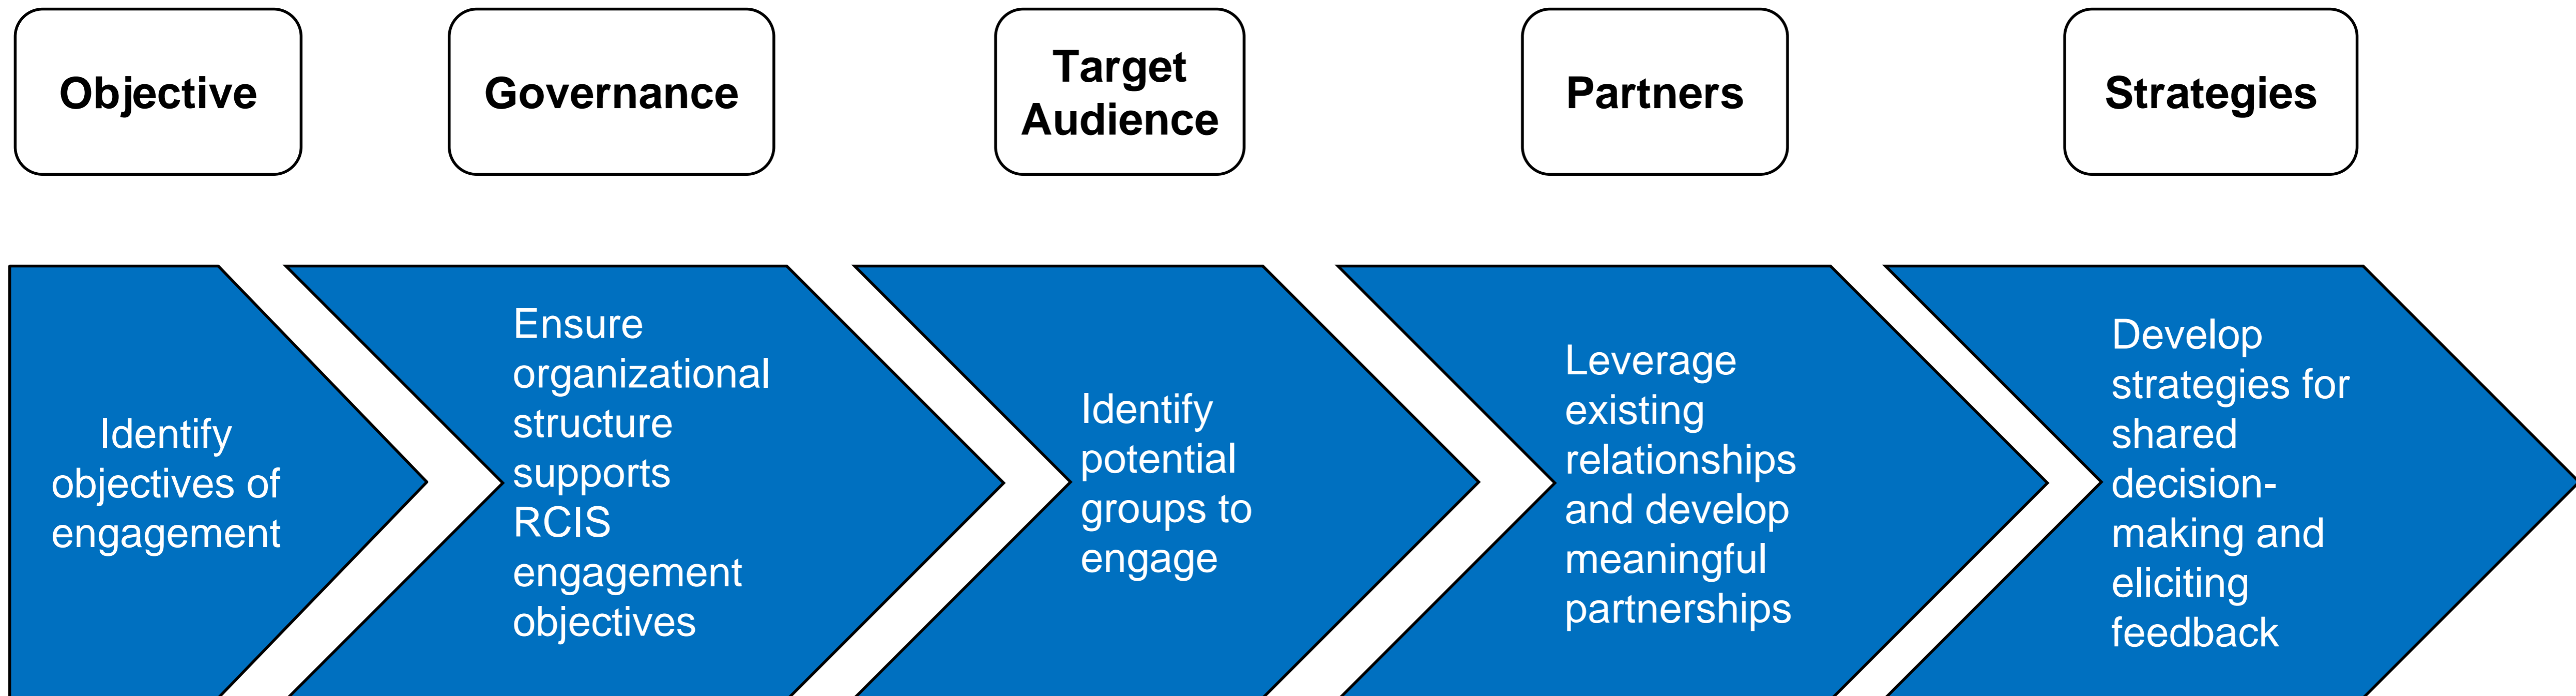 Objective
Governance
Target
Audience
Partners
Strategies
Identify
objectives of
engagement
Ensure
organizational
structure
supports
RCIS
engagement
objectives
Identify
potential
groups to
engage
Leverage
existing
relationships
and develop
meaningful
partnerships
Develop
strategies for
shared
decision-
making and
eliciting
feedback